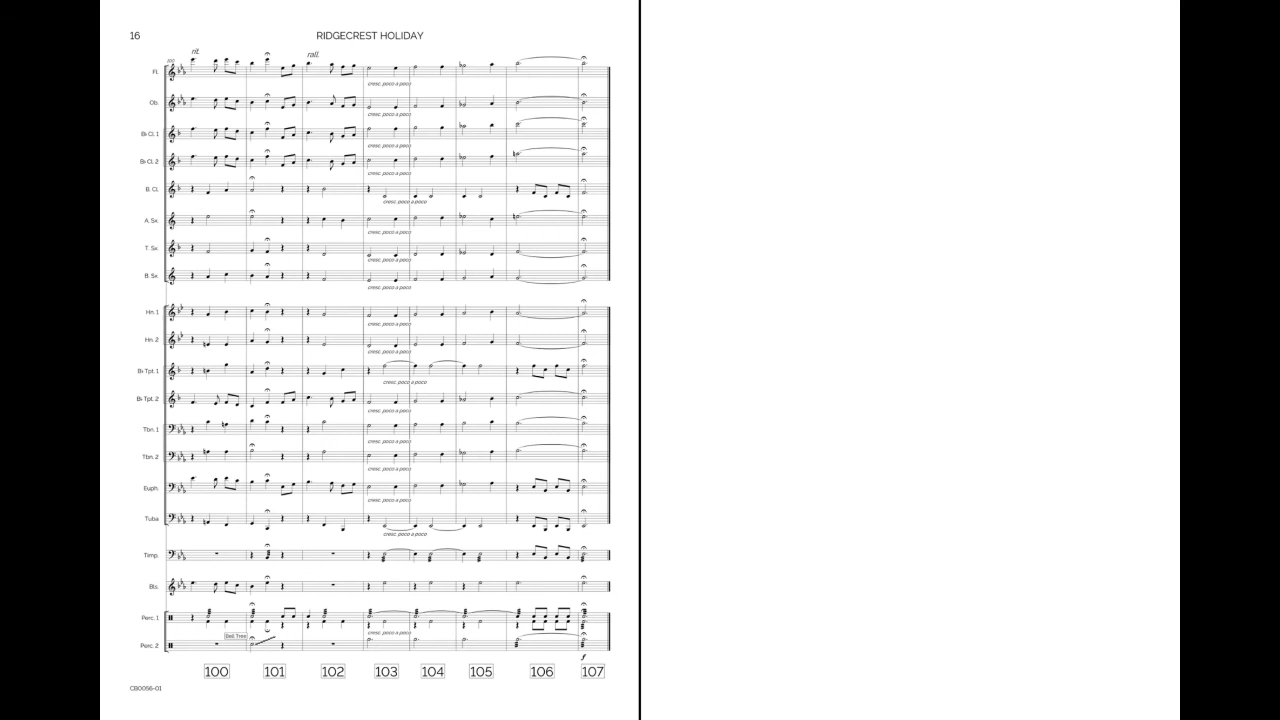 16
RIDGECREST HOLIDAY
rit.
rall.
100
Fl.
cresc. poco a poco
Ob.
cresc. poco a poco
B♭ Cl. 1
cresc. poco a poco
B♭ Cl. 2
cresc. poco a poco
B. Cl.
cresc. poco a poco
A. Sx.
cresc. poco a poco
T. Sx.
cresc. poco a poco
B. Sx.
cresc. poco a poco
Hn. 1
cresc. poco a poco
Hn. 2
cresc. poco a poco
B♭ Tpt. 1
cresc. poco a poco
B♭ Tpt. 2
cresc. poco a poco
Tbn. 1
cresc. poco a poco
Tbn. 2
cresc. poco a poco
Euph.
cresc. poco a poco
Tuba
cresc. poco a poco
Timp.
Bls.
Perc. 1
cresc. poco a poco
Bell Tree
Perc. 2
f
100 101 102 103 104 105 106 107
CB0056-01